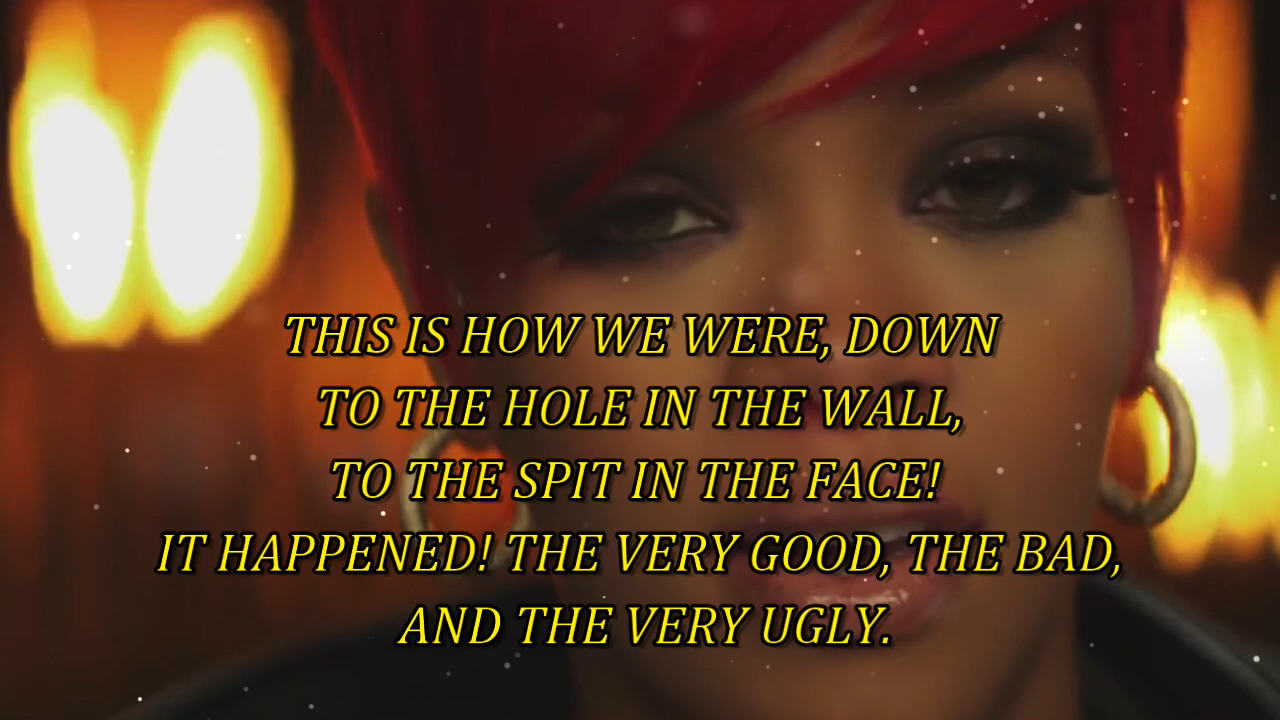 THIS IS HOW WE WERE, DOWN
TO THE HOLE IN THE WALL,
TO THE SPIT IN THE FACE!
IT HAPPENED! THE VERY GOOD, THE BAD,
AND THE VERY UGLY.